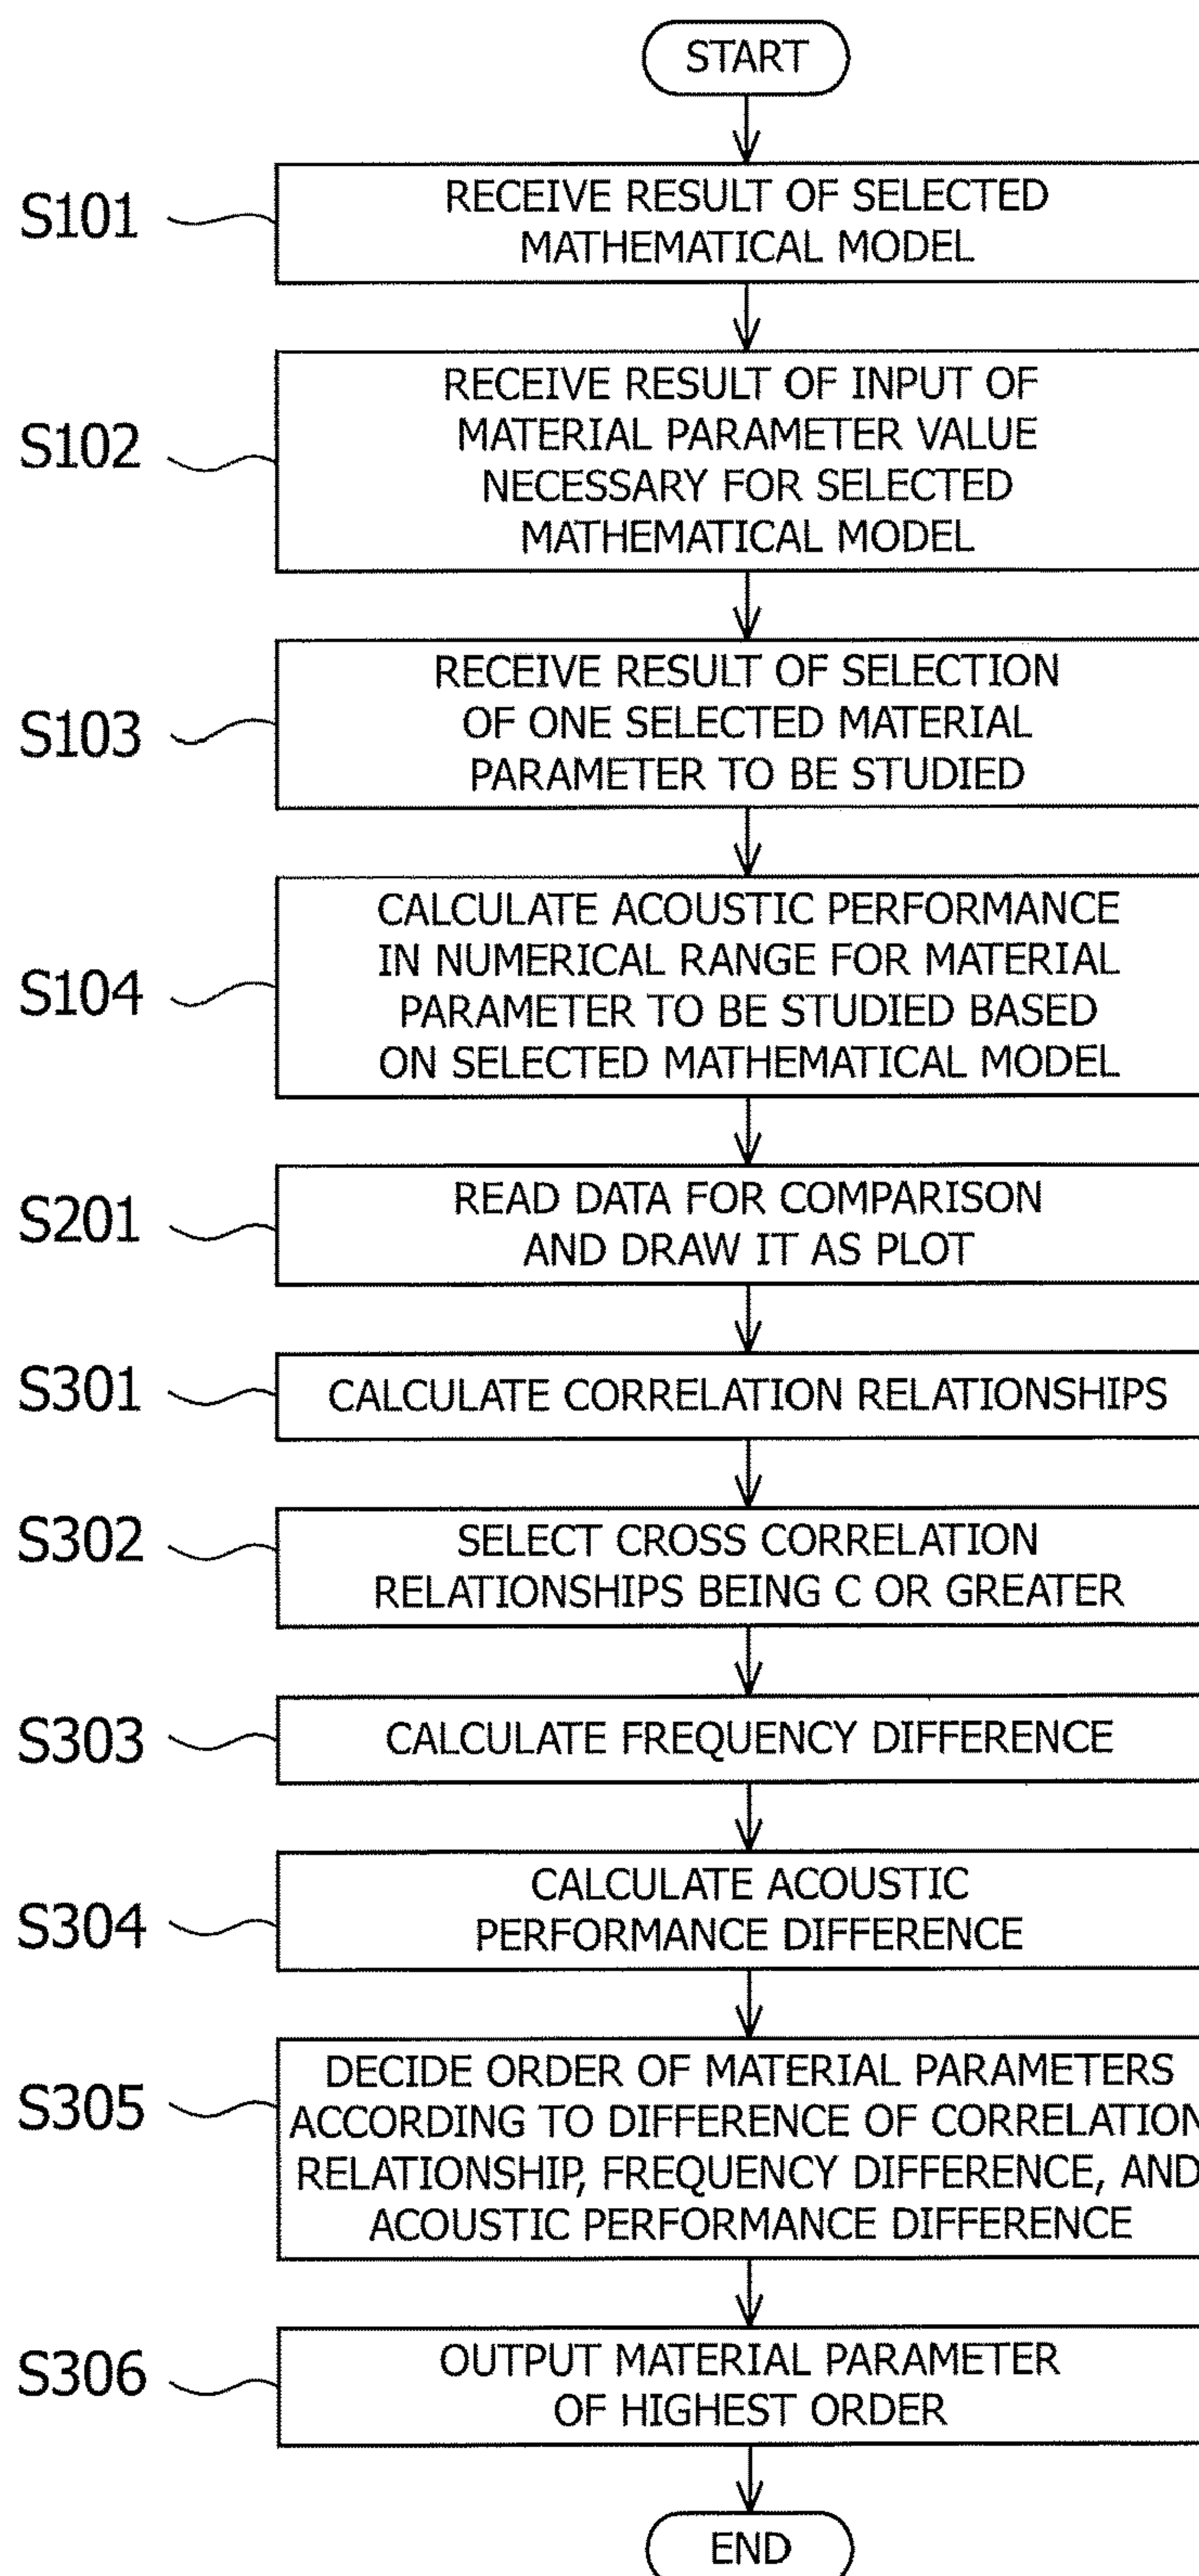 START
S101
RECEIVE RESULT OF SELECTED
MATHEMATICAL MODEL
S102
RECEIVE RESULT OF INPUT OF
MATERIAL PARAMETER VALUE
NECESSARY FOR SELECTED
MATHEMATICAL MODEL
S103
RECEIVE RESULT OF SELECTION
OF ONE SELECTED MATERIAL
PARAMETER TO BE STUDIED
S104
CALCULATE ACOUSTIC PERFORMANCE
IN NUMERICAL RANGE FOR MATERIAL
PARAMETER TO BE STUDIED BASED
ON SELECTED MATHEMATICAL MODEL
S201
READ DATA FOR COMPARISON
AND DRAW IT AS PLOT
S301
CALCULATE CORRELATION RELATIONSHIPS
S302
SELECT CROSS CORRELATION
RELATIONSHIPS BEING C OR GREATER
S303
CALCULATE FREQUENCY DIFFERENCE
S304
CALCULATE ACOUSTIC
PERFORMANCE DIFFERENCE
S305
DECIDE ORDER OF MATERIAL PARAMETERS
ACCORDING TO DIFFERENCE OF CORRELATION
RELATIONSHIP, FREQUENCY DIFFERENCE, AND
ACOUSTIC PERFORMANCE DIFFERENCE
S306
OUTPUT MATERIAL PARAMETER
OF HIGHEST ORDER
END